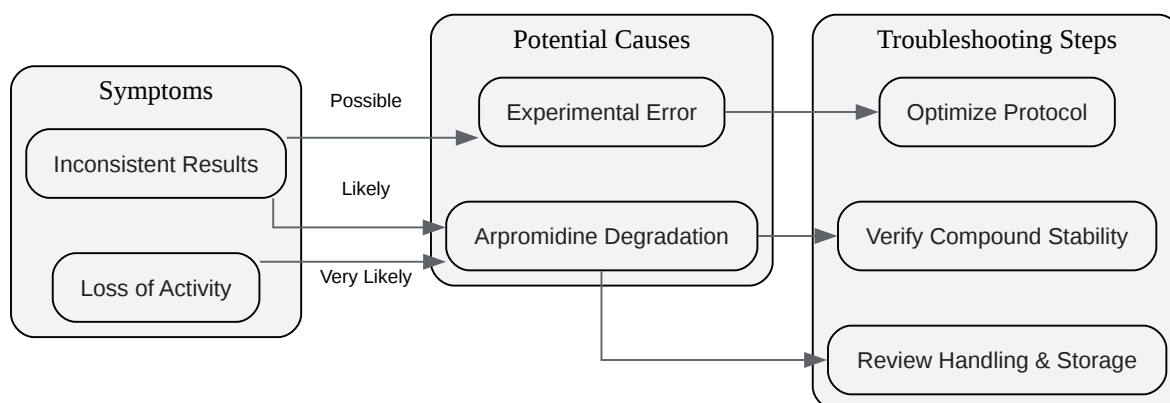 Symptoms
Inconsistent Results
Loss of Activity
Possible
Likely
Very Likely
Potential Causes
Experimental Error
Arpromidine Degradation
Troubleshooting Steps
Optimize Protocol
Verify Compound Stability
Review Handling & Storage